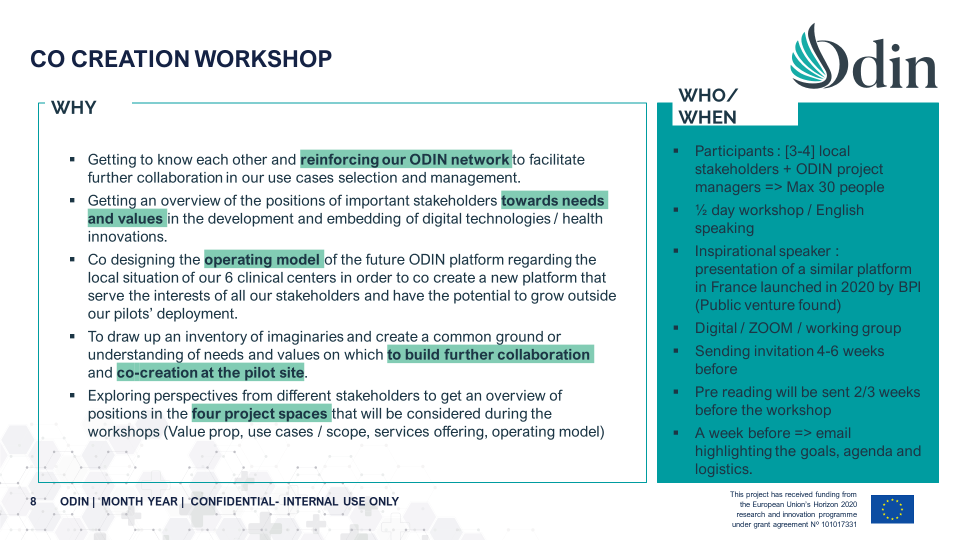 CO CREATION WORKSHOP
Odin
WHY
▪ Getting to know each other and reinforcing our ODIN network to facilitate
further collaboration in our use cases selection and management.
▪ Getting an overview of the positions of important stakeholders towards needs
and values in the development and embedding of digital technologies / health
innovations.
▪ Co designing the operating model of the future ODIN platform regarding the
local situation of our 6 clinical centers in order to co create a new platform that
serve the interests of all our stakeholders and have the potential to grow outside
our pilots’ deployment.
▪ To draw up an inventory of imaginaries and create a common ground or
understanding of needs and values on which to build further collaboration
and co-creation at the pilot site.
▪ Exploring perspectives from different stakeholders to get an overview of
positions in the four project spaces that will be considered during the
workshops (Value prop, use cases / scope, services offering, operating model)
WHO/
WHEN
▪ Participants : [3-4] local
stakeholders + ODIN project
managers => Max 30 people
▪ ½ day workshop / English
speaking
▪ Inspirational speaker :
presentation of a similar platform
in France launched in 2020 by BPI
(Public venture found)
▪ Digital / ZOOM / working group
▪ Sending invitation 4-6 weeks
before
▪ Pre reading will be sent 2/3 weeks
before the workshop
▪ A week before => email
highlighting the goals, agenda and
logistics.
8 ODIN | MONTH YEAR | CONFIDENTIAL- INTERNAL USE ONLY
This project has received funding from
the European Union’s Horizon 2020
research and innovation programme
under grant agreement Nº 101017331